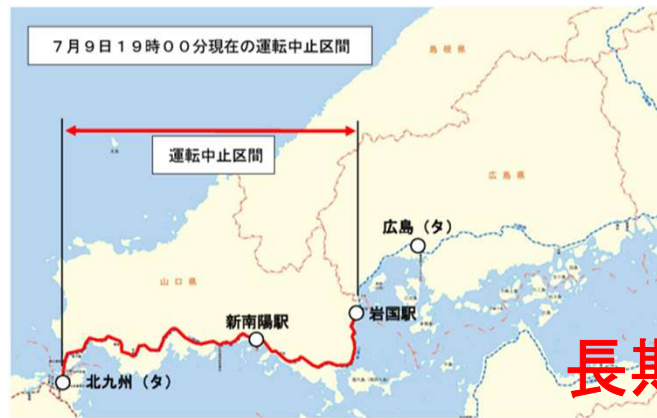 7月9日19時00分現在の運転中止区間
島根県
運転中止区間
広島県
広島（タ）
山口県
新南陽駅
岩国駅
北九州（タ）
長期